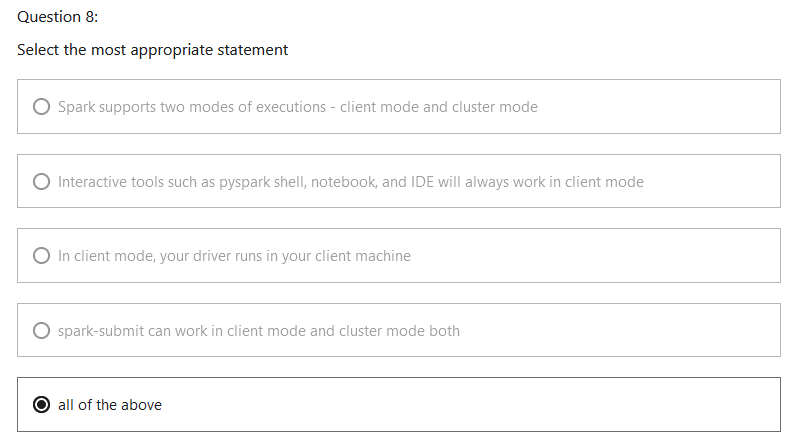 Question 8:
Select the most appropriate statement
Spark supports two modes of executions - client mode and cluster mode
Interactive tools such as pyspark shell, notebook, and IDE will always work in client mode
In client mode, your driver runs in your client machine
spark-submit can work in client mode and cluster mode both
all of the above